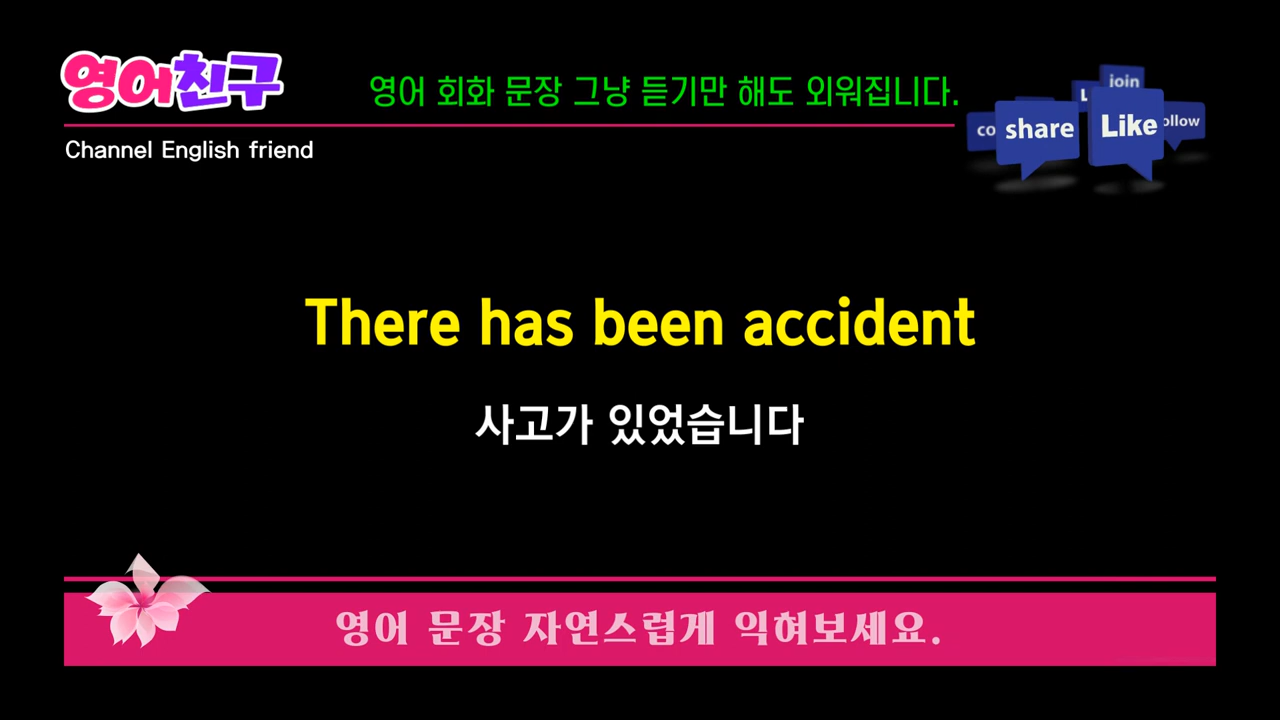 영어친구
영어 회화 문장 그냥 듣기만 해도 외워집니다.
Channel English friend
join
share
Like
There has been accident
사고가 있었습니다
영어 문장 자연스럽게 익혀보세요.